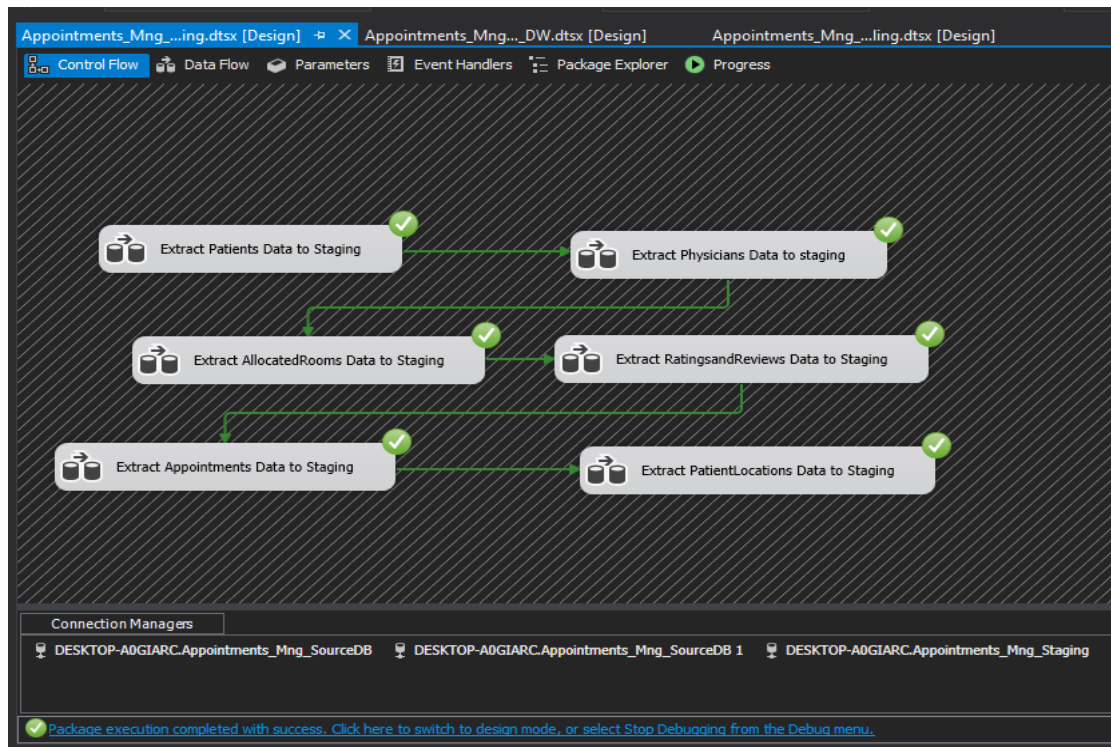 Appointments_Mng_...ing.dtsx [Design] Appointments_Mng..._DW.dtsx [Design] Appointments_Mng_...ling.dtsx [Design]
Control Flow Data Flow Parameters Event Handlers Package Explorer Progress
Extract Patients Data to Staging
Extract Physicians Data to staging
Extract AllocatedRooms Data to Staging
Extract RatingsandReviews Data to Staging
Extract Appointments Data to Staging
Extract PatientLocations Data to Staging
Connection Managers
DESKTOP-A0GIARC.Appointments_Mng_SourceDB DESKTOP-A0GIARC.Appointments_Mng_SourceDB 1 DESKTOP-A0GIARC.Appointments_Mng_Staging
Package execution completed with success. Click here to switch to design mode, or select Stop Debugging from the Debug menu.